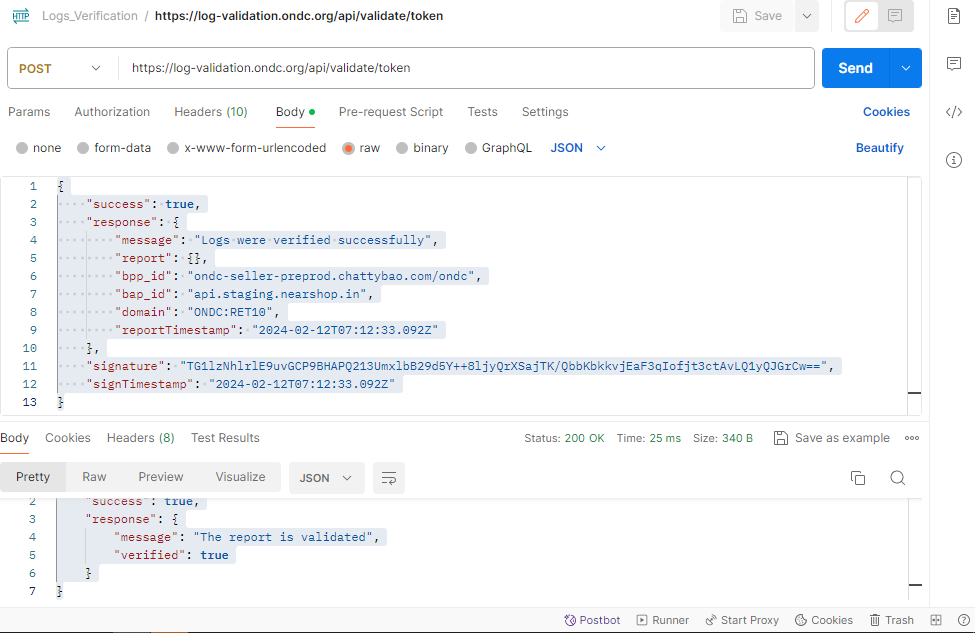 HTTP Logs_Verification / https://log-validation.ondc.org/api/validate/token Save
POST https://log-validation.ondc.org/api/validate/token Send
Params Authorization Headers (10) Body Pre-request Script Tests Settings Cookies
none form-data x-www-form-urlencoded raw binary GraphQL JSON Beautify
1 {
2 "success": true,
3 "response": {
4 "message": "Logs were verified successfully",
5 "report": {},
6 "bpp_id": "ondc-seller-preprod.chattybao.com/ondc",
7 "bap_id": "api.staging.nearshop.in",
8 "domain": "ONDC:RET10",
9 "reportTimestamp": "2024-02-12T07:12:33.092Z"
10 },
11 "signature": "TG1lzNhlrlE9uvGCP9BHAPQ213UmxlbB29d5Y++8ljyQrXSajTK/QbbKbkkvjEaF3qIofjt3ctAvLQ1yQJGrCw==",
12 "signTimestamp": "2024-02-12T07:12:33.092Z"
13 }
Body Cookies Headers (8) Test Results Status: 200 OK Time: 25 ms Size: 340 B Save as example
Pretty Raw Preview Visualize JSON
2 "success": true,
3 "response": {
4 "message": "The report is validated",
5 "verified": true
6 }
7 }
Postbot Runner Start Proxy Cookies Trash